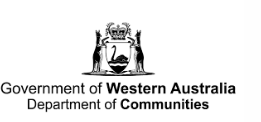 Government of Western Australia
Department of Communities